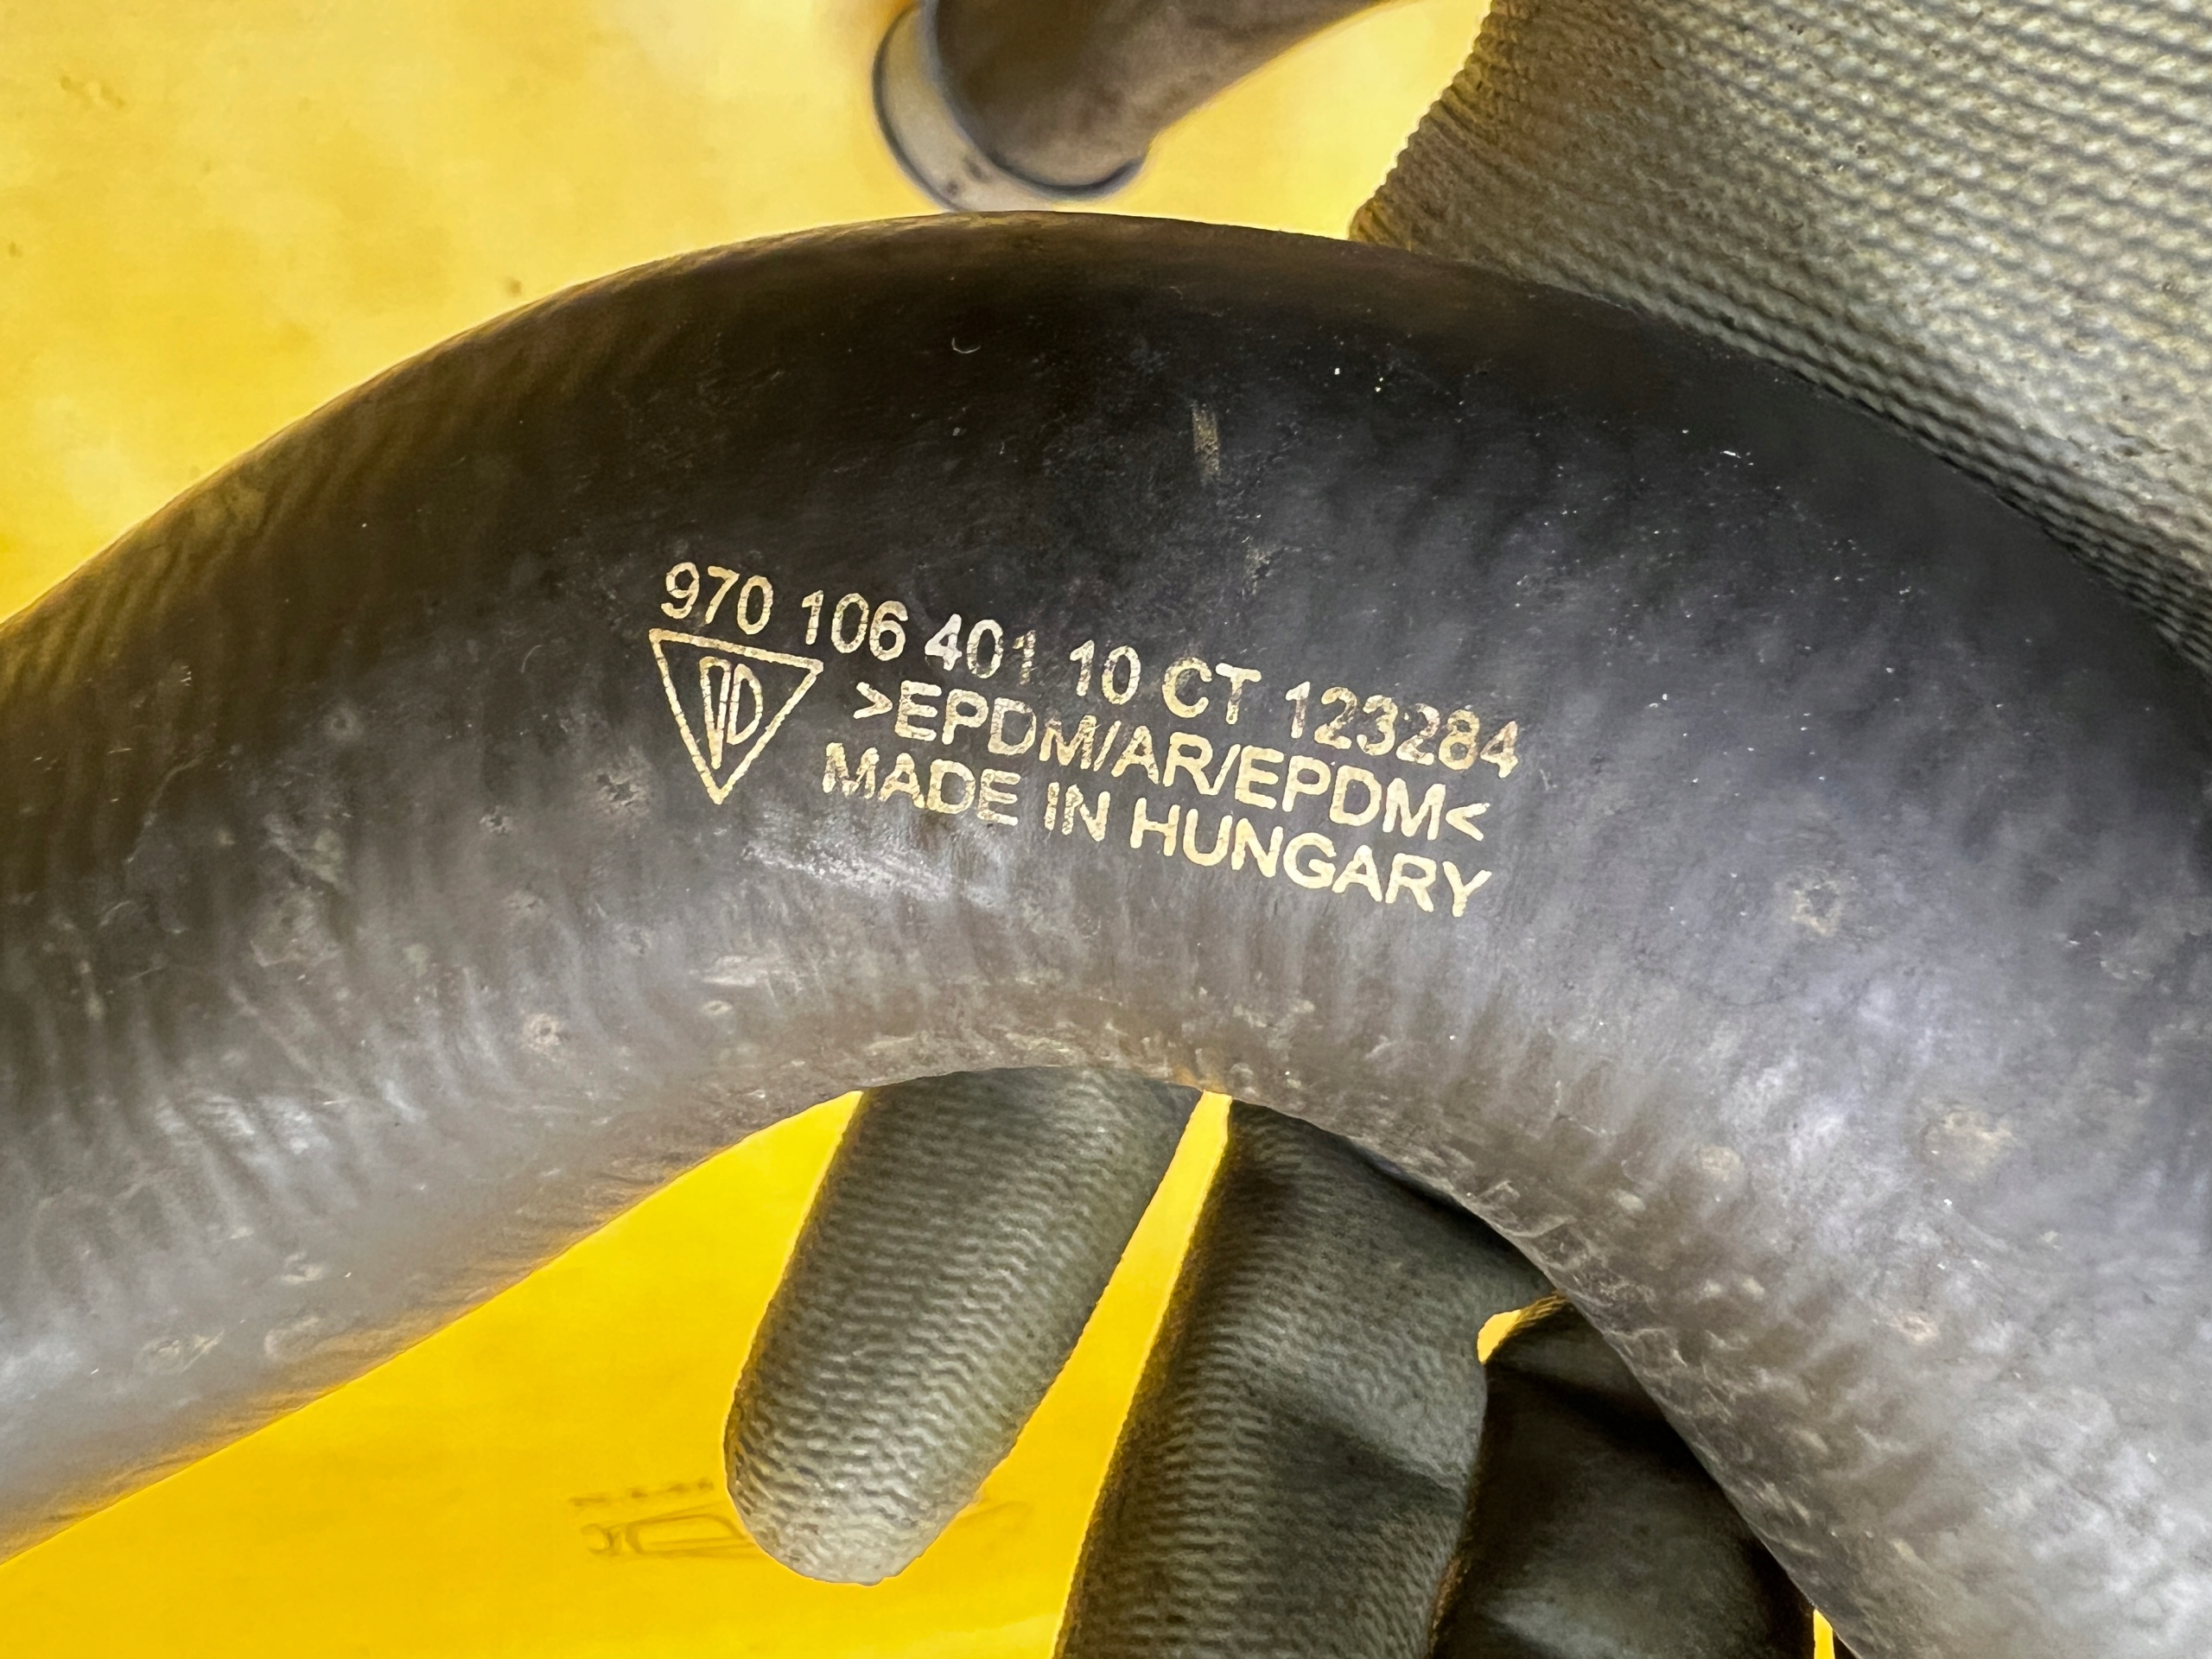 970 106 401 10 CT 123284
>EPDM/AR/EPDM<
MADE IN HUNGARY